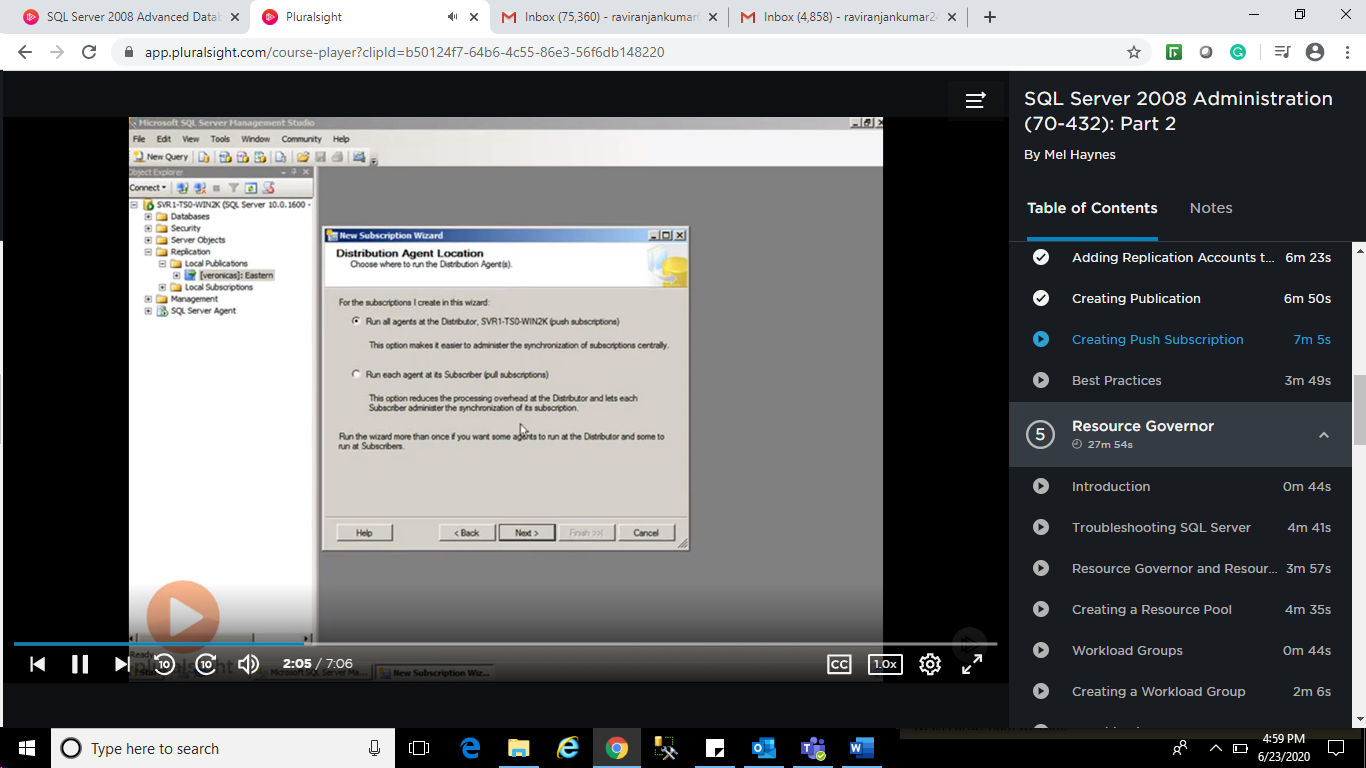 SQL Server 2008 Advanced Datab
Pluralsight
Inbox (75,360) - raviranjankumar
Inbox (4,858) - raviranjankumar2
app.pluralsight.com/course-player?clipId=b50124f7-64b6-4c55-86e3-56f6db148220
Microsoft SQL Server Management Studio
File Edit View Tools Window Community Help
New Query
Object Explorer
Connect
SVR1-TS0-WIN2K (SQL Server 10.0.1600 -
Databases
Security
Server Objects
Replication
Local Publications
[veronicas]: Eastern
Local Subscriptions
Management
SQL Server Agent
New Subscription Wizard
Distribution Agent Location
Choose where to run the Distribution Agent(s).
For the subscriptions I create in this wizard:
Run all agents at the Distributor, SVR1-TS0-WIN2K (push subscriptions)
This option makes it easier to administer the synchronization of subscriptions centrally.
Run each agent at its Subscriber (pull subscriptions)
This option reduces the processing overhead at the Distributor and lets each
Subscriber administer the synchronization of its subscription.
Run the wizard more than once if you want some agents to run at the Distributor and some to
run at Subscribers.
Help
< Back
Next >
Finish >>|
Cancel
Ready
pluralsight
Microsoft SQL Server Ma...
New Subscription Wiz...
10
10
2:05 / 7:06
CC
1.0x
SQL Server 2008 Administration
(70-432): Part 2
By Mel Haynes
Table of Contents
Notes
Adding Replication Accounts t... 6m 23s
Creating Publication 6m 50s
Creating Push Subscription 7m 5s
Best Practices 3m 49s
5
Resource Governor
27m 54s
Introduction 0m 44s
Troubleshooting SQL Server 4m 41s
Resource Governor and Resour... 3m 57s
Creating a Resource Pool 4m 35s
Workload Groups 0m 44s
Creating a Workload Group 2m 6s
Type here to search
4:59 PM
6/23/2020